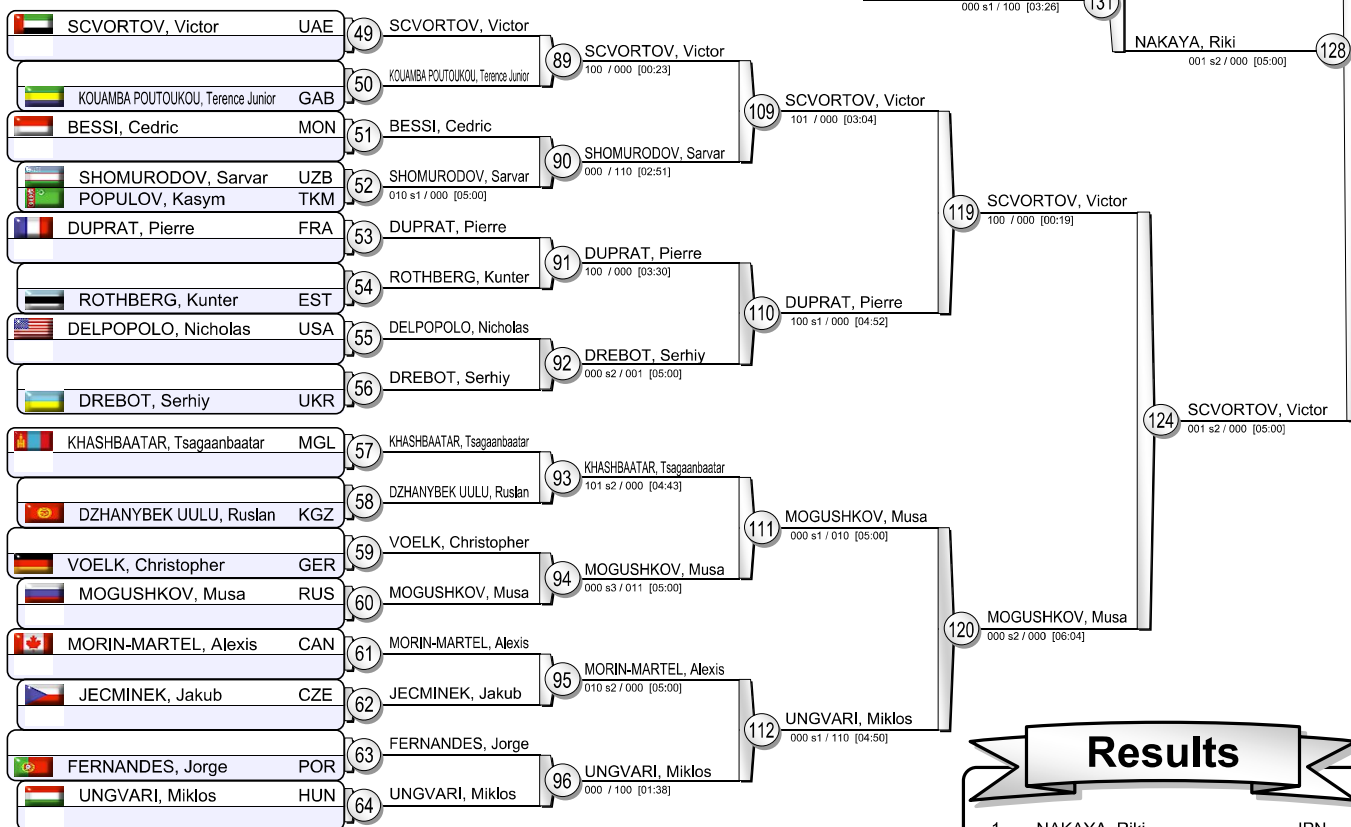 000 s1 / 100 [03:26]
131
NAKAYA, Riki
001 s2 / 000 [05:00]
128
SCVORTOV, Victor UAE
49
SCVORTOV, Victor
KOUAMBA POUTOUKOU, Terence Junior GAB
50
KOUAMBA POUTOUKOU, Terence Junior
89
SCVORTOV, Victor
100 / 000 [00:23]
BESSI, Cedric MON
51
BESSI, Cedric
SHOMURODOV, Sarvar UZB
POPULOV, Kasym TKM
52
SHOMURODOV, Sarvar
010 s1 / 000 [05:00]
90
SHOMURODOV, Sarvar
000 / 110 [02:51]
109
SCVORTOV, Victor
101 / 000 [03:04]
DUPRAT, Pierre FRA
53
DUPRAT, Pierre
ROTHBERG, Kunter EST
54
ROTHBERG, Kunter
91
DUPRAT, Pierre
100 / 000 [03:30]
DELPOPOLO, Nicholas USA
55
DELPOPOLO, Nicholas
DREBOT, Serhiy UKR
56
DREBOT, Serhiy
92
DREBOT, Serhiy
000 s2 / 001 [05:00]
110
DUPRAT, Pierre
100 s1 / 000 [04:52]
119
SCVORTOV, Victor
100 / 000 [00:19]
KHASHBAATAR, Tsagaanbaatar MGL
57
KHASHBAATAR, Tsagaanbaatar
DZHANYBEK UULU, Ruslan KGZ
58
DZHANYBEK UULU, Ruslan
93
KHASHBAATAR, Tsagaanbaatar
101 s2 / 000 [04:43]
VOELK, Christopher GER
59
VOELK, Christopher
MOGUSHKOV, Musa RUS
60
MOGUSHKOV, Musa
94
MOGUSHKOV, Musa
000 s3 / 011 [05:00]
111
MOGUSHKOV, Musa
000 s1 / 010 [05:00]
MORIN-MARTEL, Alexis CAN
61
MORIN-MARTEL, Alexis
JECMINEK, Jakub CZE
62
JECMINEK, Jakub
95
MORIN-MARTEL, Alexis
010 s2 / 000 [05:00]
FERNANDES, Jorge POR
63
FERNANDES, Jorge
UNGVARI, Miklos HUN
64
UNGVARI, Miklos
96
UNGVARI, Miklos
000 / 100 [01:38]
112
UNGVARI, Miklos
000 s1 / 110 [04:50]
120
MOGUSHKOV, Musa
000 s2 / 000 [06:04]
124
SCVORTOV, Victor
001 s2 / 000 [05:00]
Results
1 NAKAYA, Riki JPN